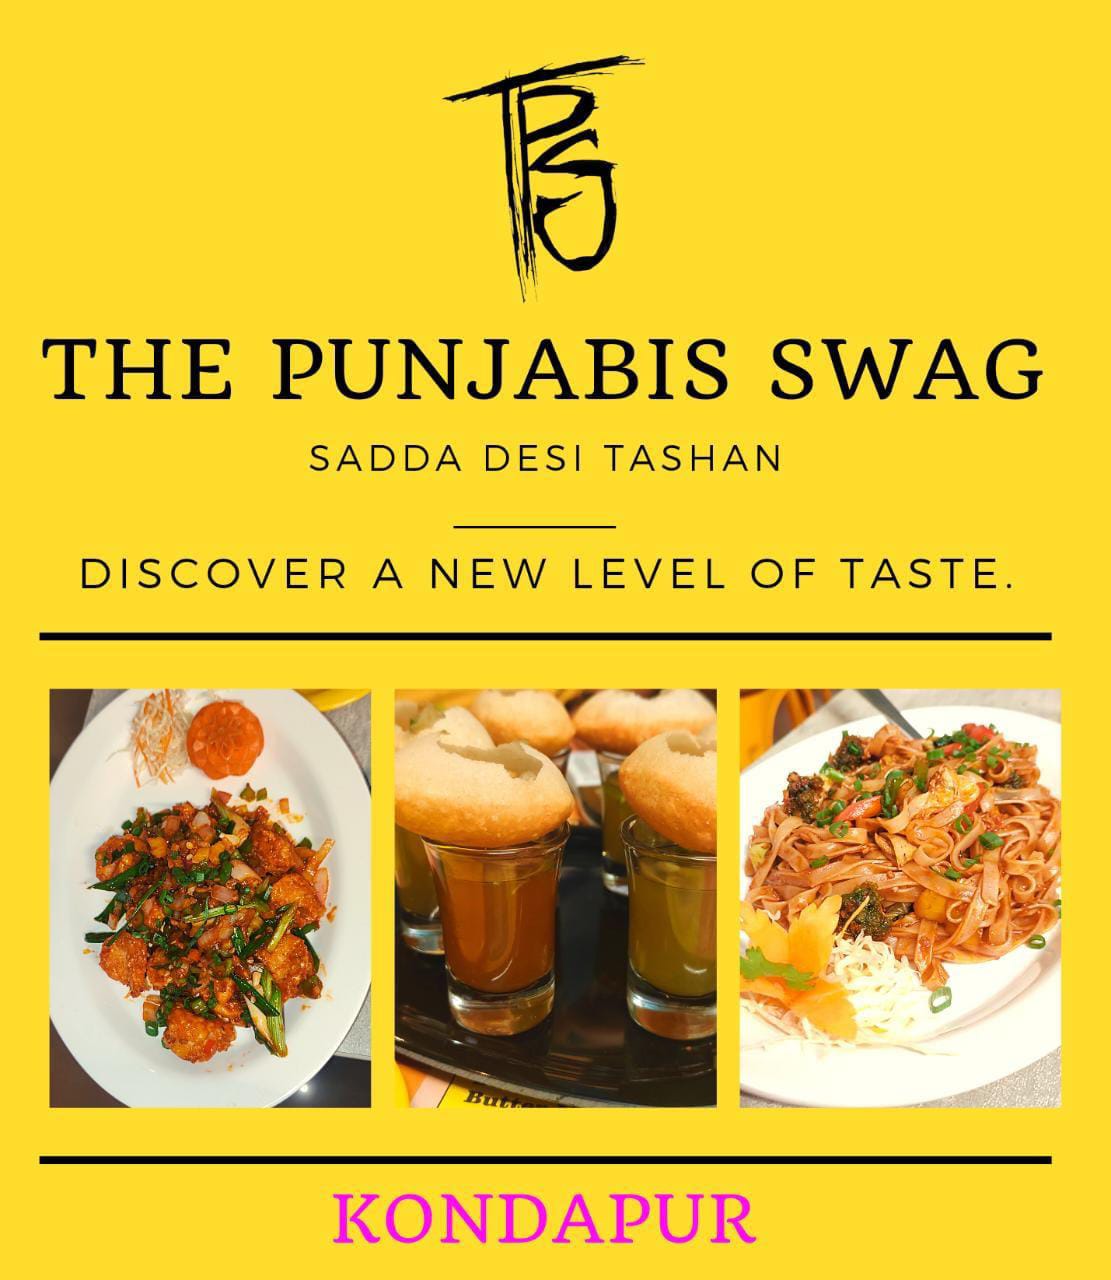 TPS
THE PUNJABIS SWAG
SADDA DESI TASHAN
DISCOVER A NEW LEVEL OF TASTE.
KONDAPUR